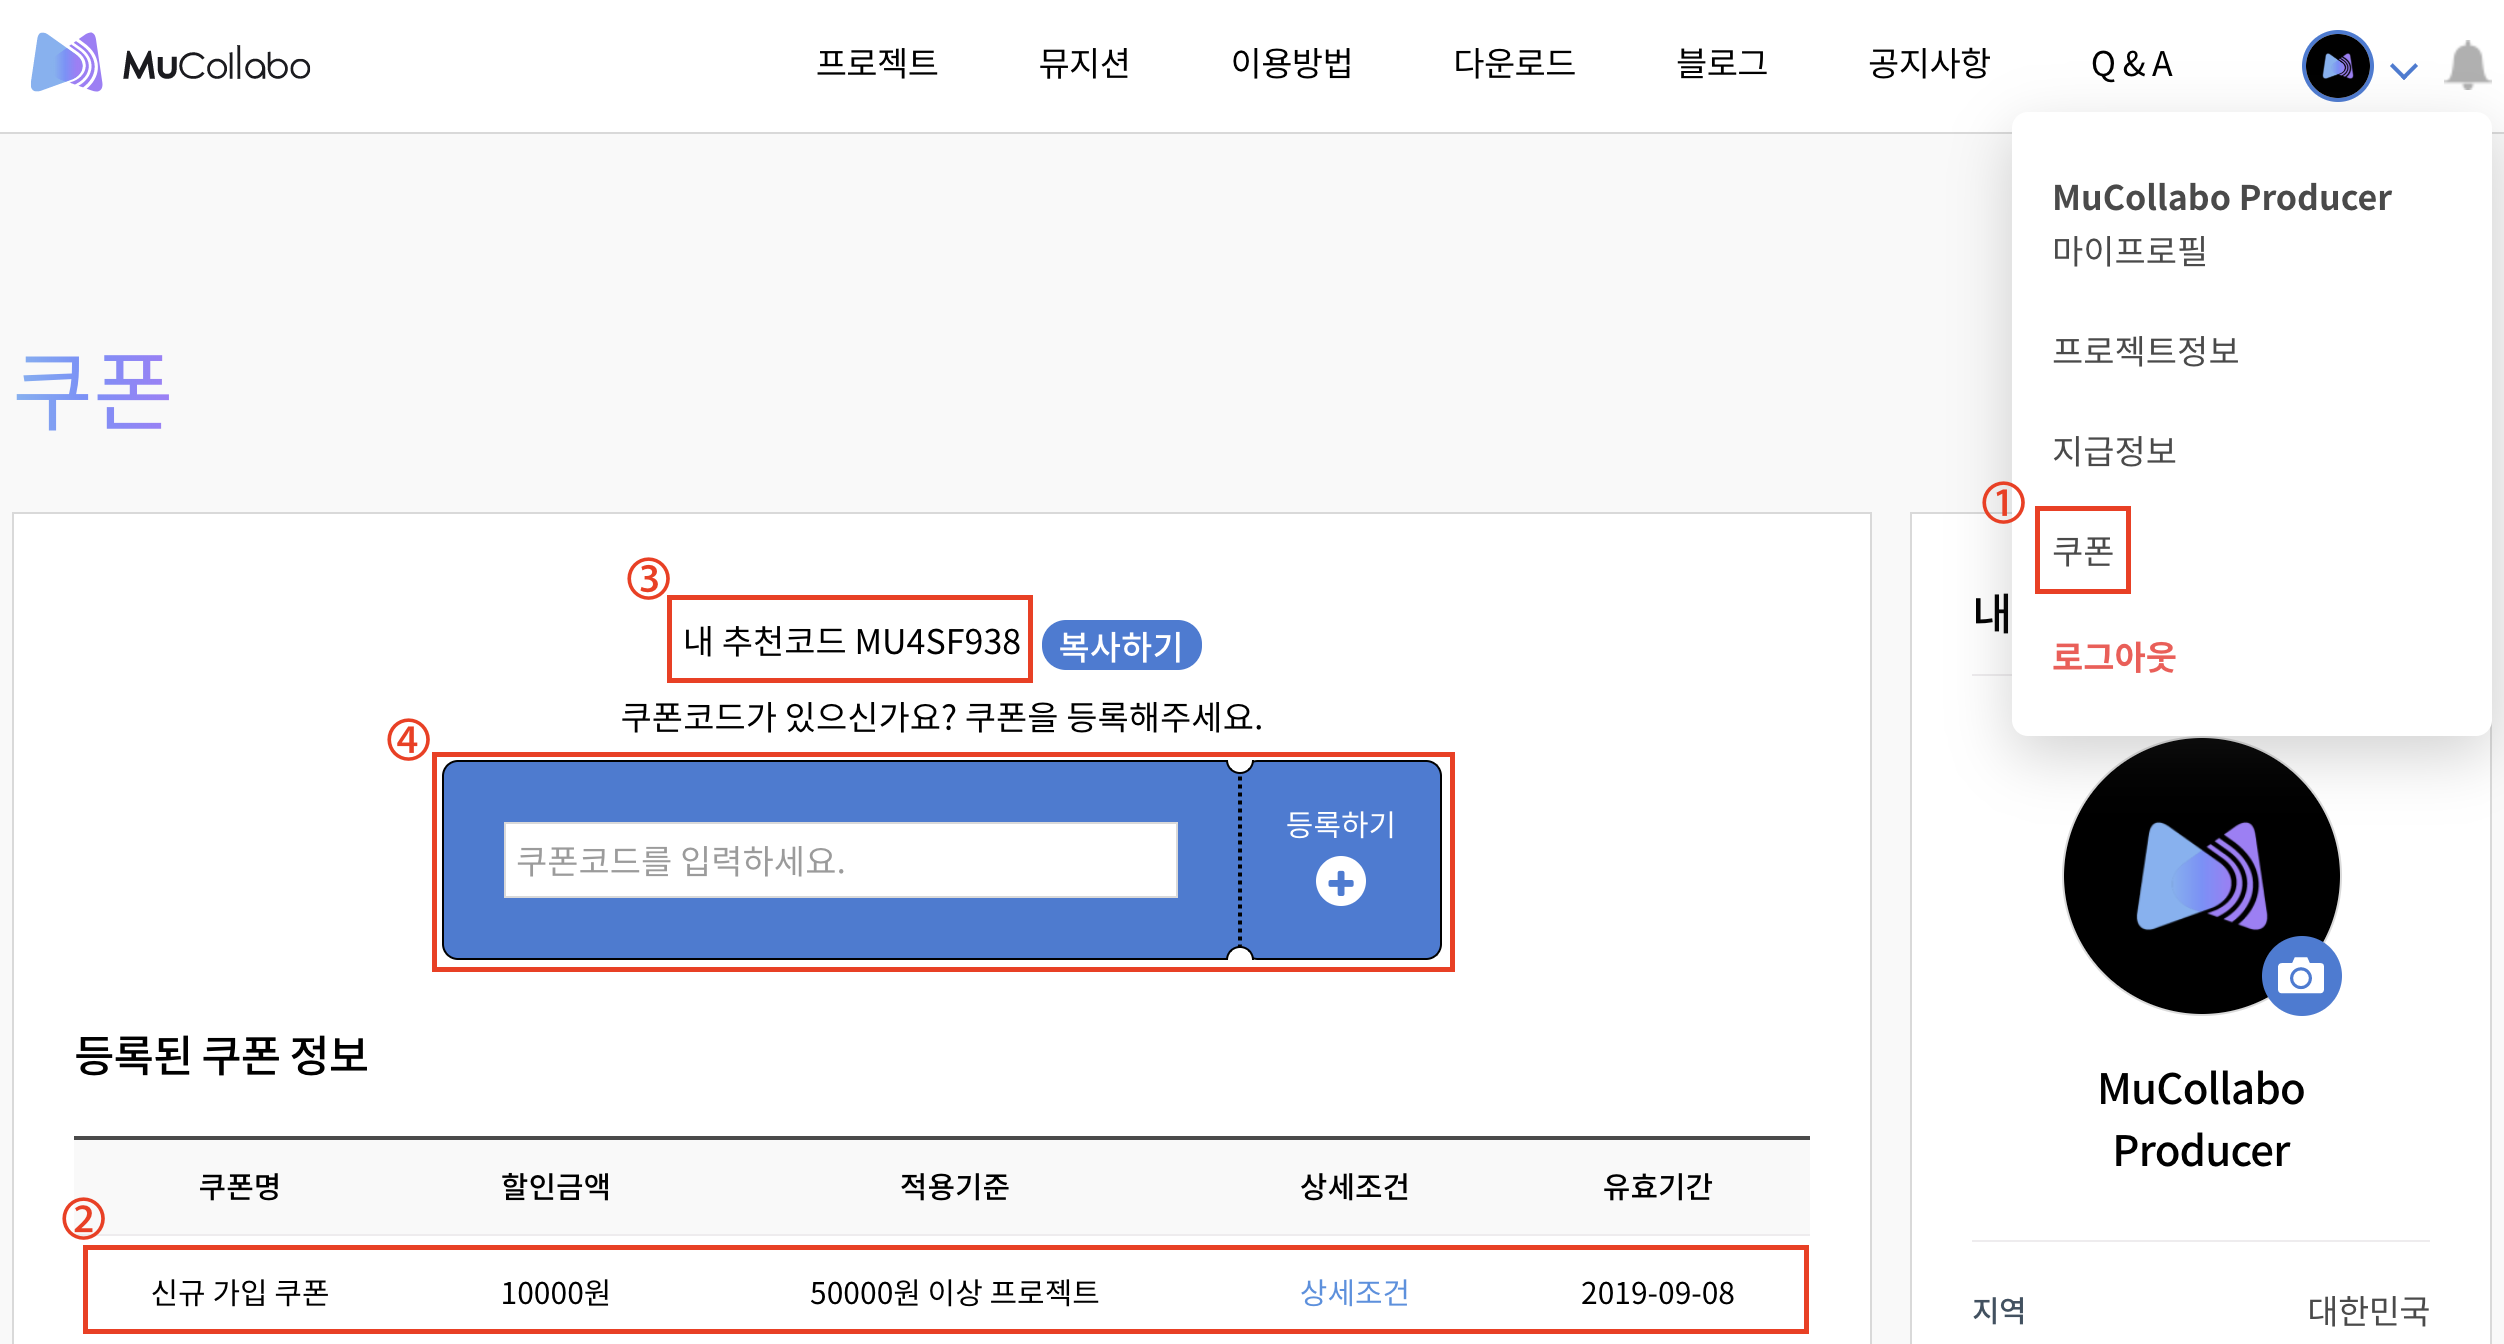 MuCollabo
프로젝트 뮤지션 이용방법 다운로드 블로그 공지사항 Q & A
MuCollabo Producer
마이프로필
프로젝트정보
지급정보
①
쿠폰
로그아웃
쿠폰
③
내 추천코드 MU4SF938 복사하기
쿠폰코드가 있으신가요? 쿠폰을 등록해주세요.
④
쿠폰코드를 입력하세요.
등록하기
등록된 쿠폰 정보
쿠폰명 할인금액 적용기준 상세조건 유효기간
②
신규 가입 쿠폰 10000원 50000원 이상 프로젝트 상세조건 2019-09-08
내
MuCollabo
Producer
지역 대한민국